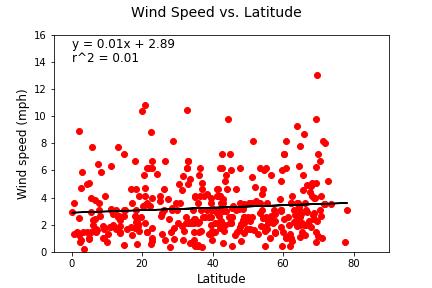 Wind Speed vs. Latitude
y = 0.01x + 2.89
r^2 = 0.01
Wind speed (mph)
16
14
12
10
8
6
4
2
0
0
20
40
60
80
Latitude